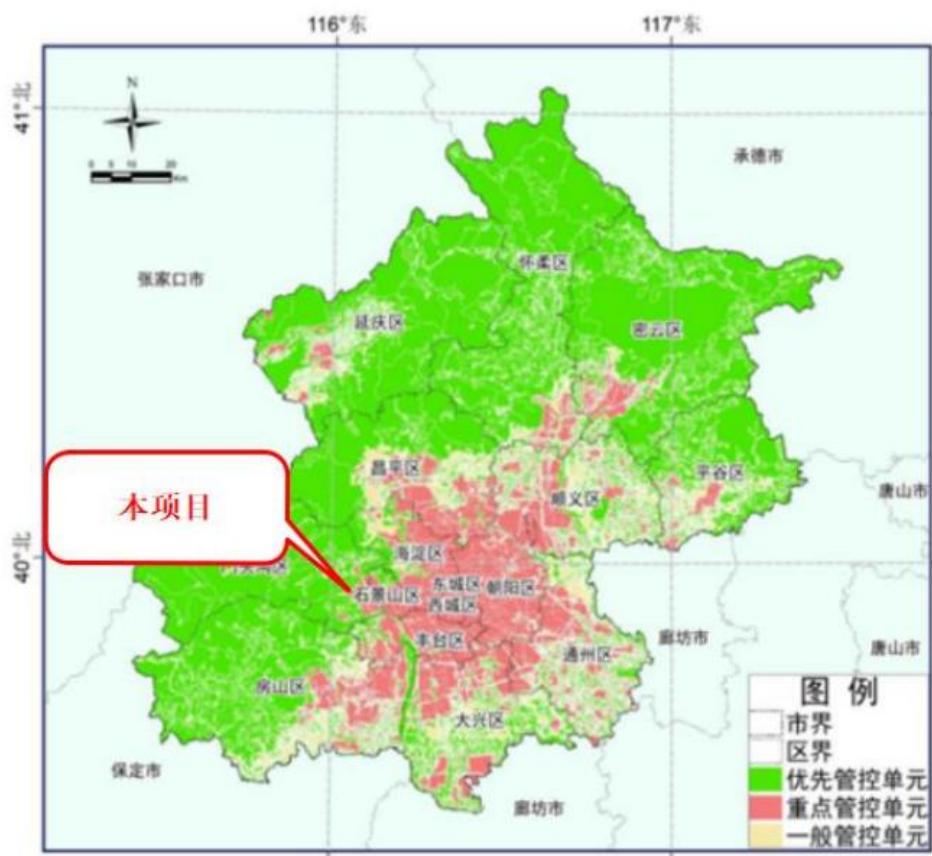 116°东
117°东
41°北
N
0 5 10 20
Km
承德市
怀柔区
张家口市
延庆区
密云区
昌平区
平谷区
本项目
顺义区
唐山市
40°北
海淀区
石景山区
东城区
朝阳区
西城区
丰台区
通州区
廊坊市
唐山市
房山区
大兴区
保定市
廊坊市
图 例
市界
区界
优先管控单元
重点管控单元
一般管控单元